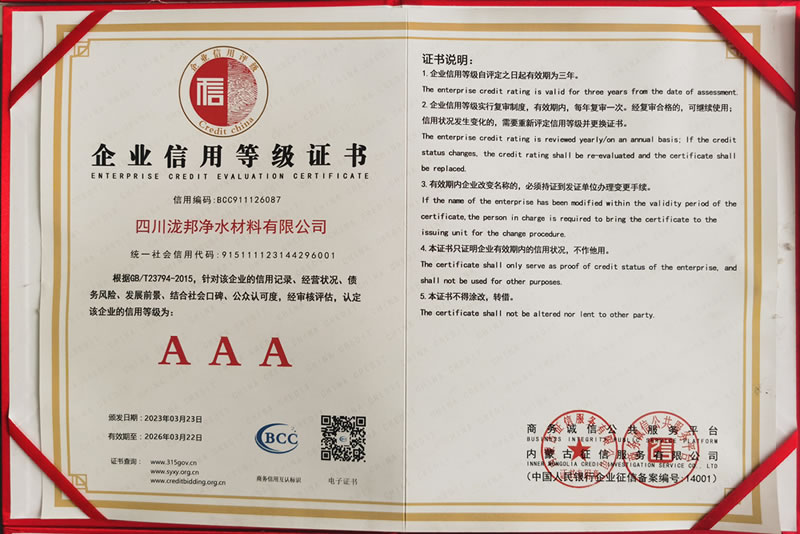 企业信用评级
信
Credit china
企业信用等级证书
ENTERPRISE CREDIT EVALUATION CERTIFICATE
信用编码:BCC911126087
四川泷邦净水材料有限公司
统一社会信用代码:915111123144296001
根据GB/T23794-2015，针对该企业的信用记录、经营状况、债
务风险、发展前景、结合社会口碑、公众认可度，经审核评估，认定
该企业的信用等级为:
AAA
颁发日期:2023年03月23日
有效期至:2026年03月22日
证书查询: www.315gov.cn
www.syxy.org.cn
www.creditbidding.org.cn
BCC
商务信用互认标识
电子证书
证书说明:
1. 企业信用等级自评定之日起有效期为三年。
The enterprise credit rating is valid for three years from the date of assessment.
2. 企业信用等级实行复审制度，有效期内，每年复审一次。经复审合格的，可继续使用;
信用状况发生变化的，需要重新评定信用等级并更换证书。
The enterprise credit rating is reviewed yearly/on an annual basis; If the credit
status changes, the credit rating shall be re-evaluated and the certificate shall
be replaced.
3. 有效期内企业改变名称的，必须持证到发证单位办理变更手续。
If the name of the enterprise has been modified within the validity period of the
certificate,the person in charge is required to bring the certificate to the
issuing unit for the change procedure.
4. 本证书只证明企业有效期内的信用状况，不作他用。
The certificate shall only serve as proof of credit status of the enterprise, and
shall not be used for other purposes.
5. 本证书不得涂改，转借。
The certificate shall not be altered nor lent to other party.
商务诚信公共服务平台
BUSINESS INTEGRITY PUBLIC SERVICE PLATFORM
内蒙古征信服务有限公司
INNER MONGOLIA CREDIT INVESTIGATION SERVICE CO., LTD
(中国人民银行企业征信备案编号:14001)